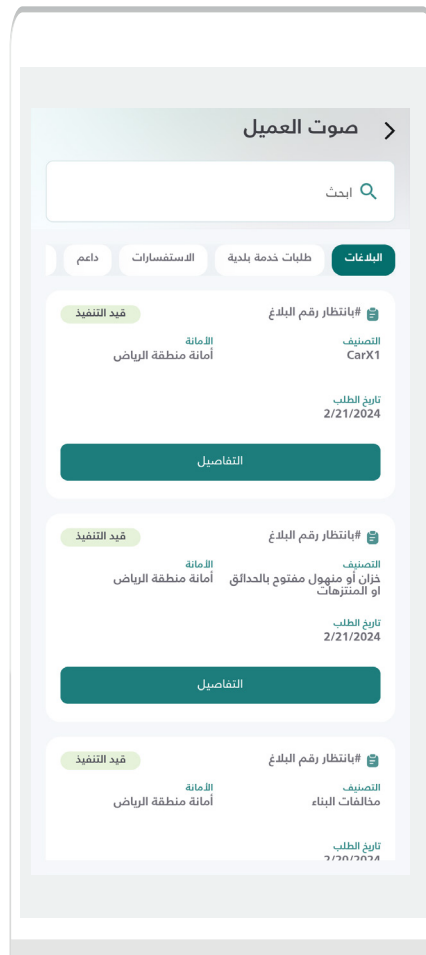 صوت العميل
ابحث
البلاغات طلبات خدمة بلدية الاستفسارات داعم
#بانتظار رقم البلاغ قيد التنفيذ
التصنيف الأمانة
CarX1 أمانة منطقة الرياض
تاريخ الطلب
2/21/2024
التفاصيل
#بانتظار رقم البلاغ قيد التنفيذ
التصنيف الأمانة
خزان أو منهول مفتوح بالحدائق أمانة منطقة الرياض
او المنتزهات
تاريخ الطلب
2/21/2024
التفاصيل
#بانتظار رقم البلاغ قيد التنفيذ
التصنيف الأمانة
مخالفات البناء أمانة منطقة الرياض
تاريخ الطلب
2/20/2024